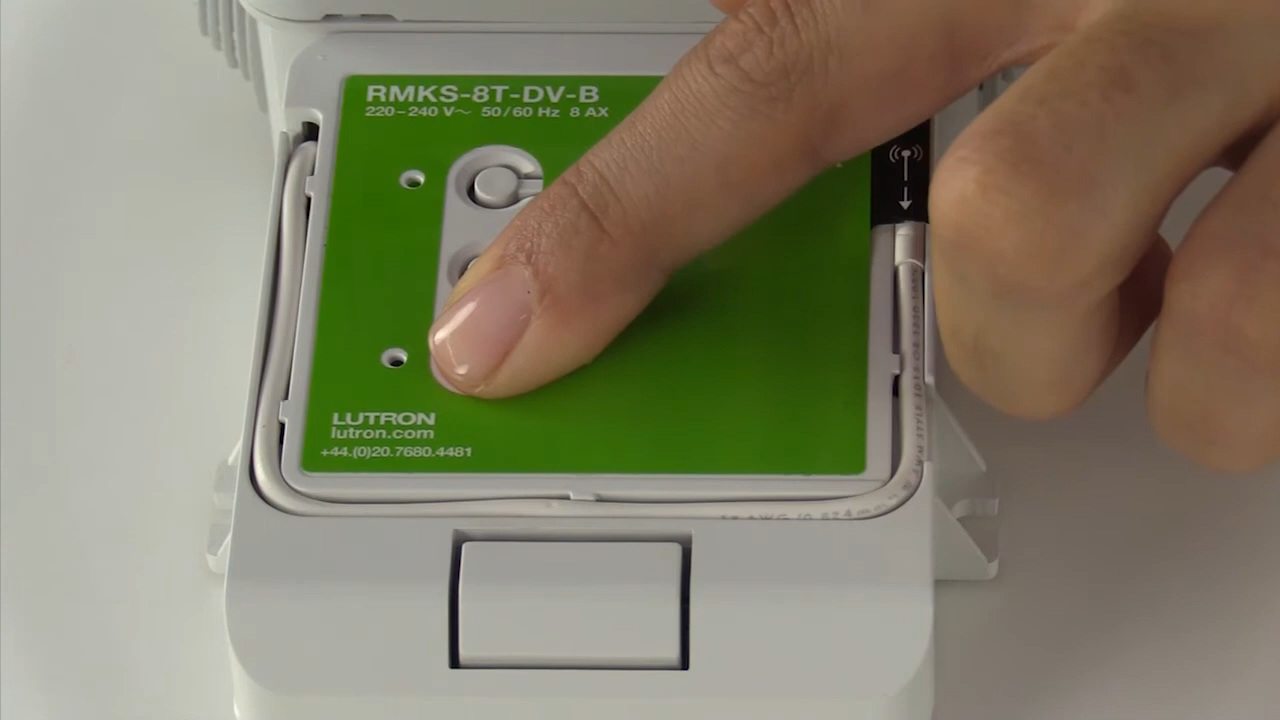 RMKS-8T-DV-B
220–240 V~ 50/60 Hz 8 AX
LUTRON
lutron.com
+44.(0)20.7680.4481